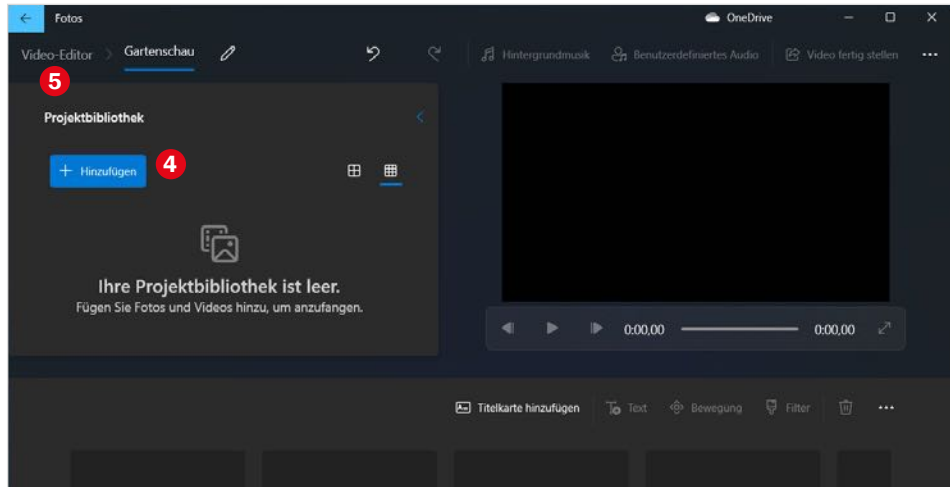 Fotos
OneDrive
Video-Editor
Gartenschau
Hintergrundmusik
Benutzerdefiniertes Audio
Video fertig stellen
5
Projektbibliothek
Hinzufügen
4
Ihre Projektbibliothek ist leer.
Fügen Sie Fotos und Videos hinzu, um anzufangen.
0:00,00
0:00,00
Titelkarte hinzufügen
Text
Bewegung
Filter